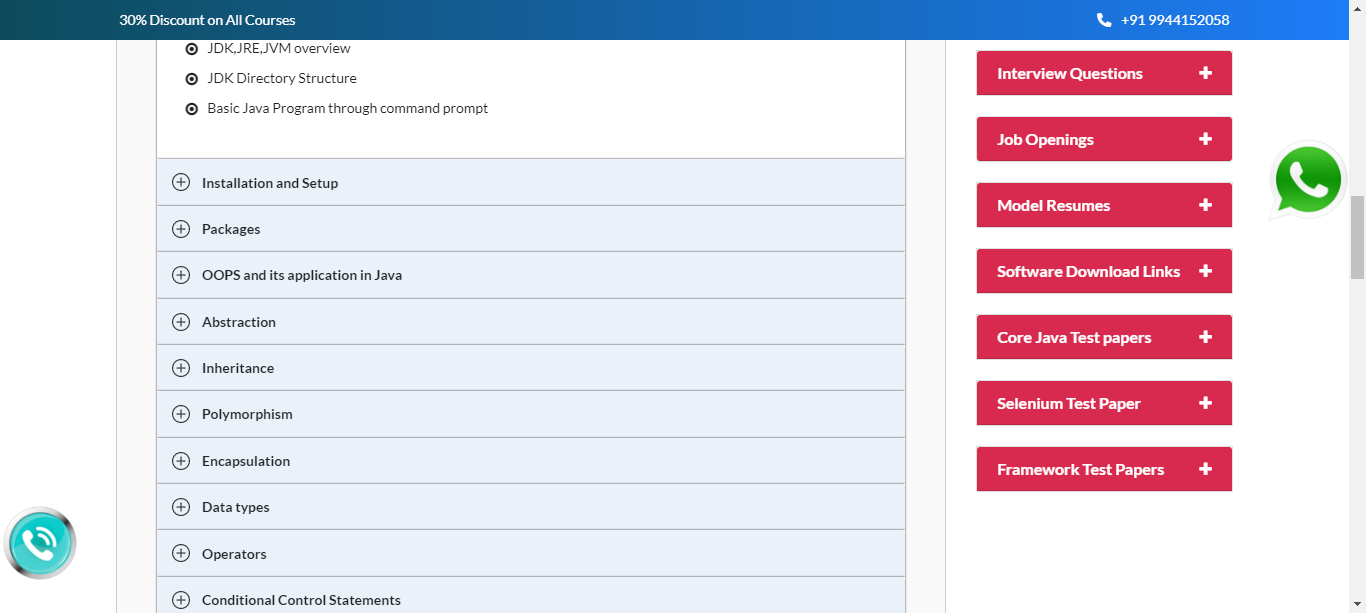 30% Discount on All Courses
+91 9944152058
JDK,JRE,JVM overview
JDK Directory Structure
Basic Java Program through command prompt
Installation and Setup
Packages
OOPS and its application in Java
Abstraction
Inheritance
Polymorphism
Encapsulation
Data types
Operators
Conditional Control Statements
Interview Questions
Job Openings
Model Resumes
Software Download Links
Core Java Test papers
Selenium Test Paper
Framework Test Papers